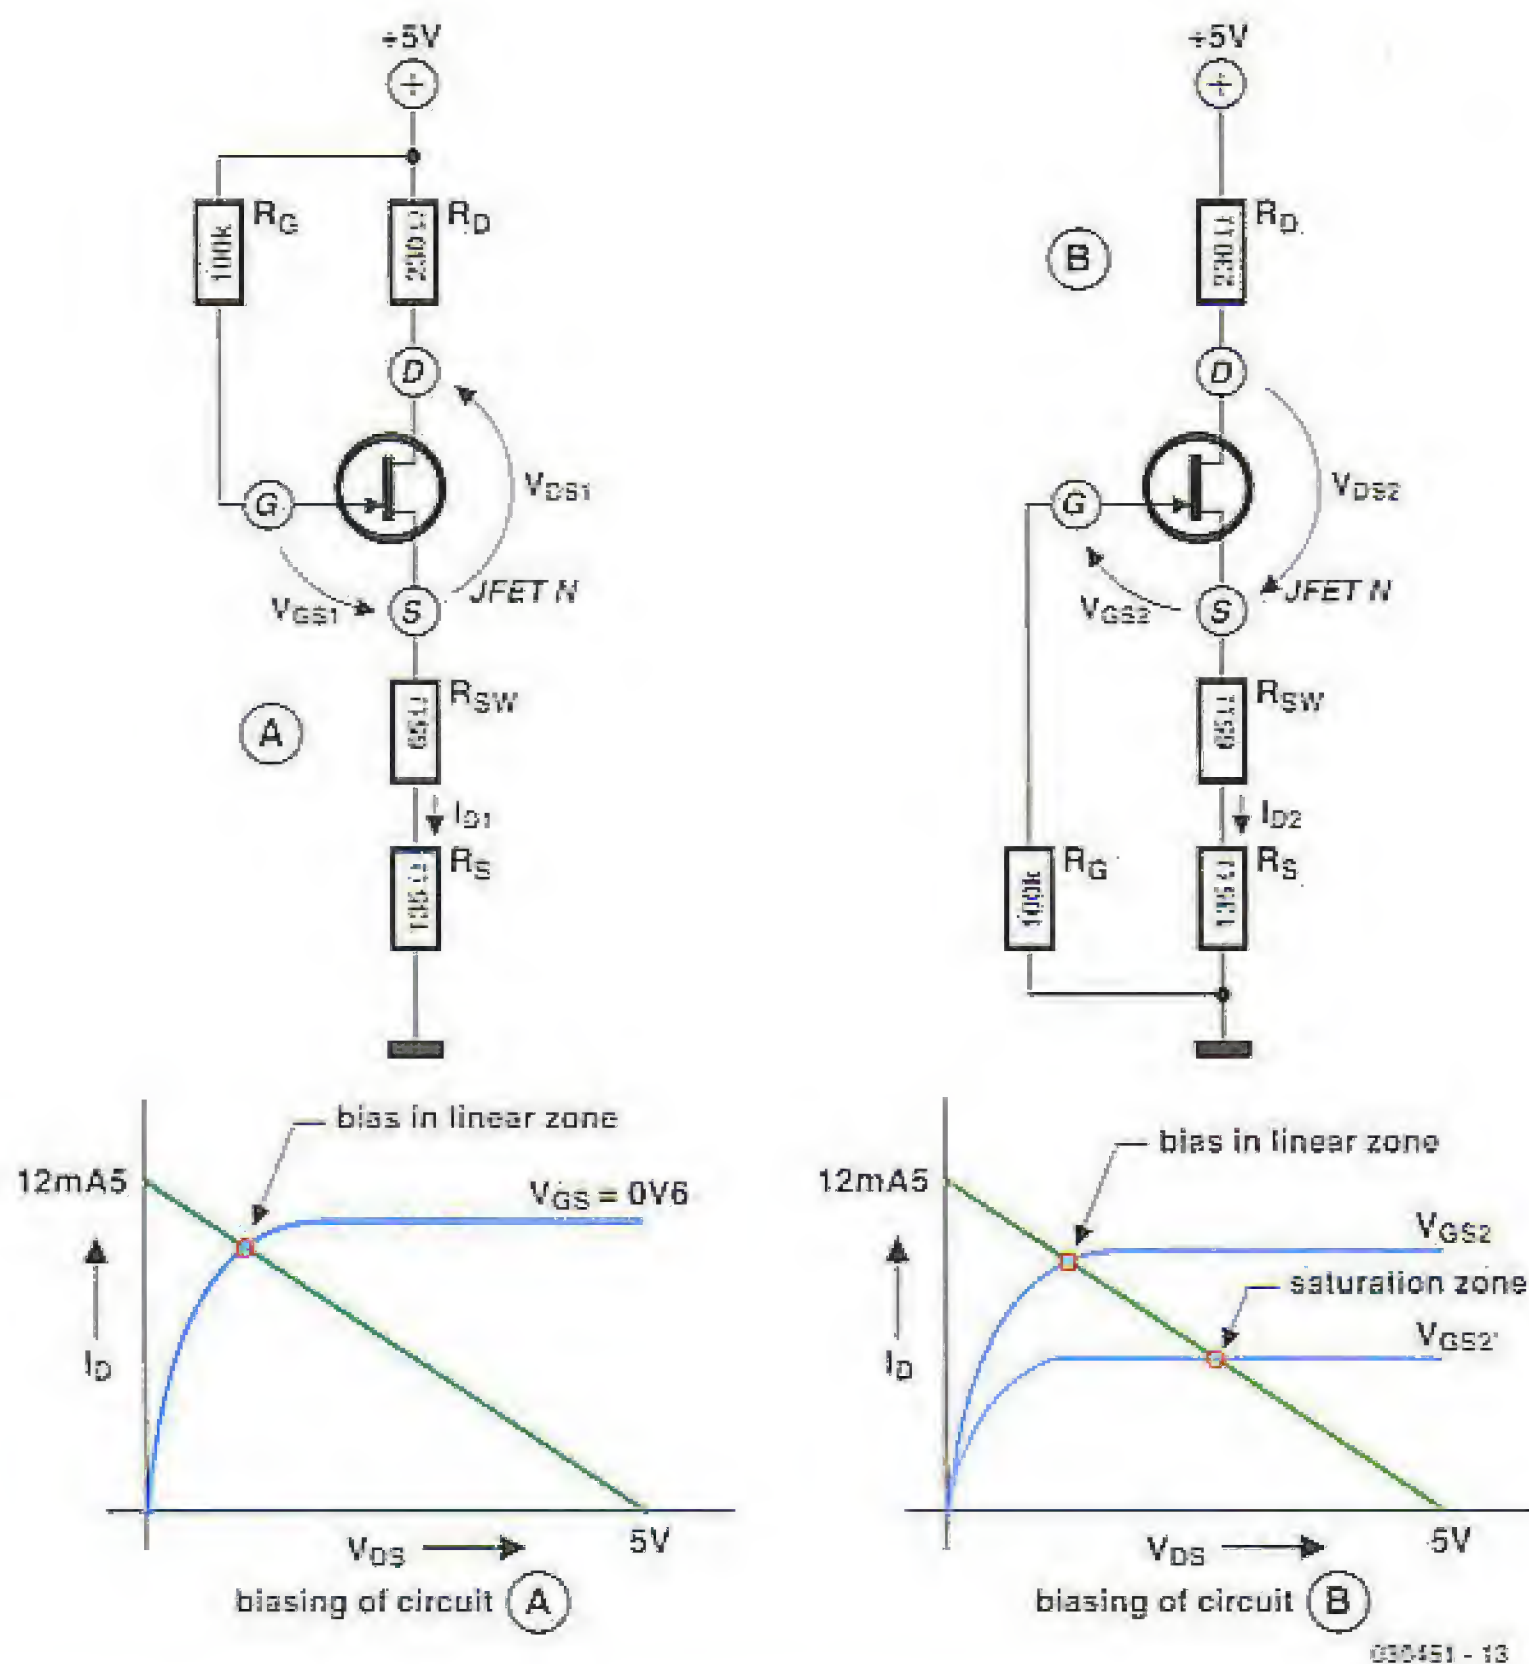 +5V
+
RG
100k
RD
230Ω
D
G
VDS1
VGS1
S
JFET N
A
RSW
65Ω
ID1
RS
135Ω
+5V
+
B
RD
230Ω
D
G
VDS2
VGS2
S
JFET N
RSW
65Ω
ID2
RG
100k
RS
135Ω
bias in linear zone
12mA5
VGS = 0V6
ID
VDS
5V
biasing of circuit A
bias in linear zone
12mA5
VGS2
saturation zone
VGS2'
ID
VDS
5V
biasing of circuit B
030451 - 13